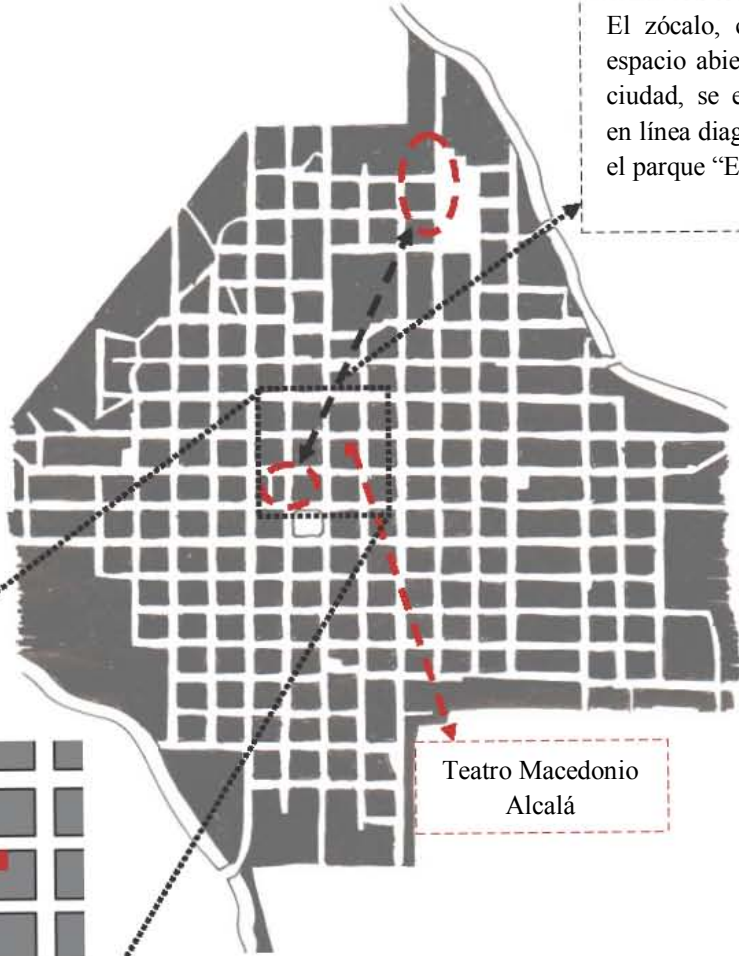 El zócalo,
espacio abie
ciudad, se e
en línea diag
el parque “E
Teatro Macedonio
Alcalá